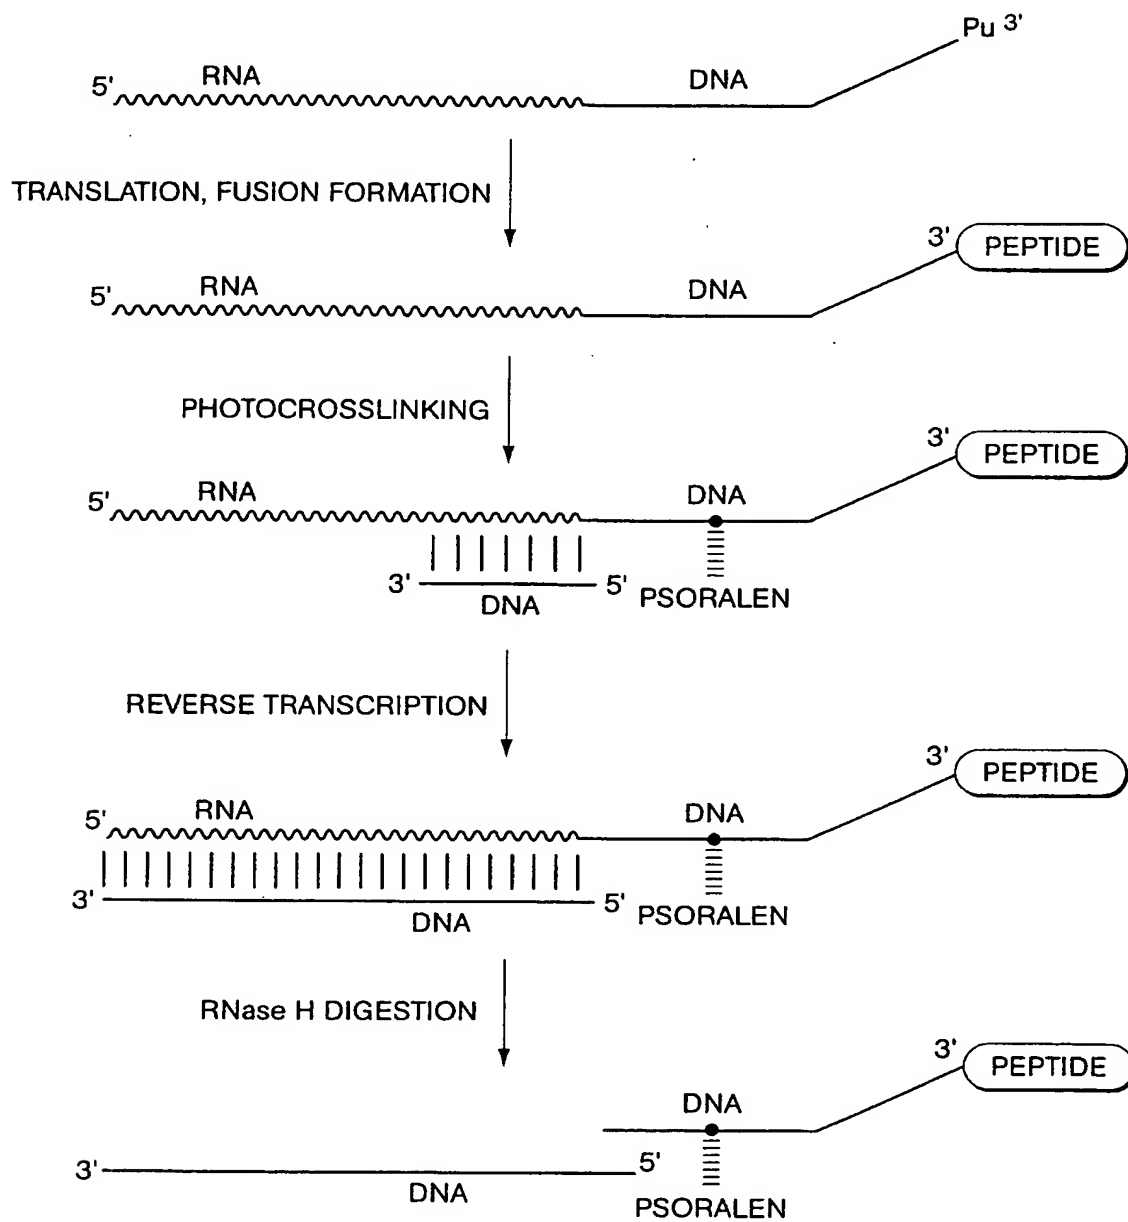 Pu 3'
5' RNA DNA
TRANSLATION, FUSION FORMATION
3' PEPTIDE
5' RNA DNA
PHOTOCROSSLINKING
3' PEPTIDE
5' RNA DNA
3' DNA 5' PSORALEN
REVERSE TRANSCRIPTION
3' PEPTIDE
5' RNA DNA
3' DNA 5' PSORALEN
RNase H DIGESTION
3' PEPTIDE
DNA
3' DNA 5' PSORALEN